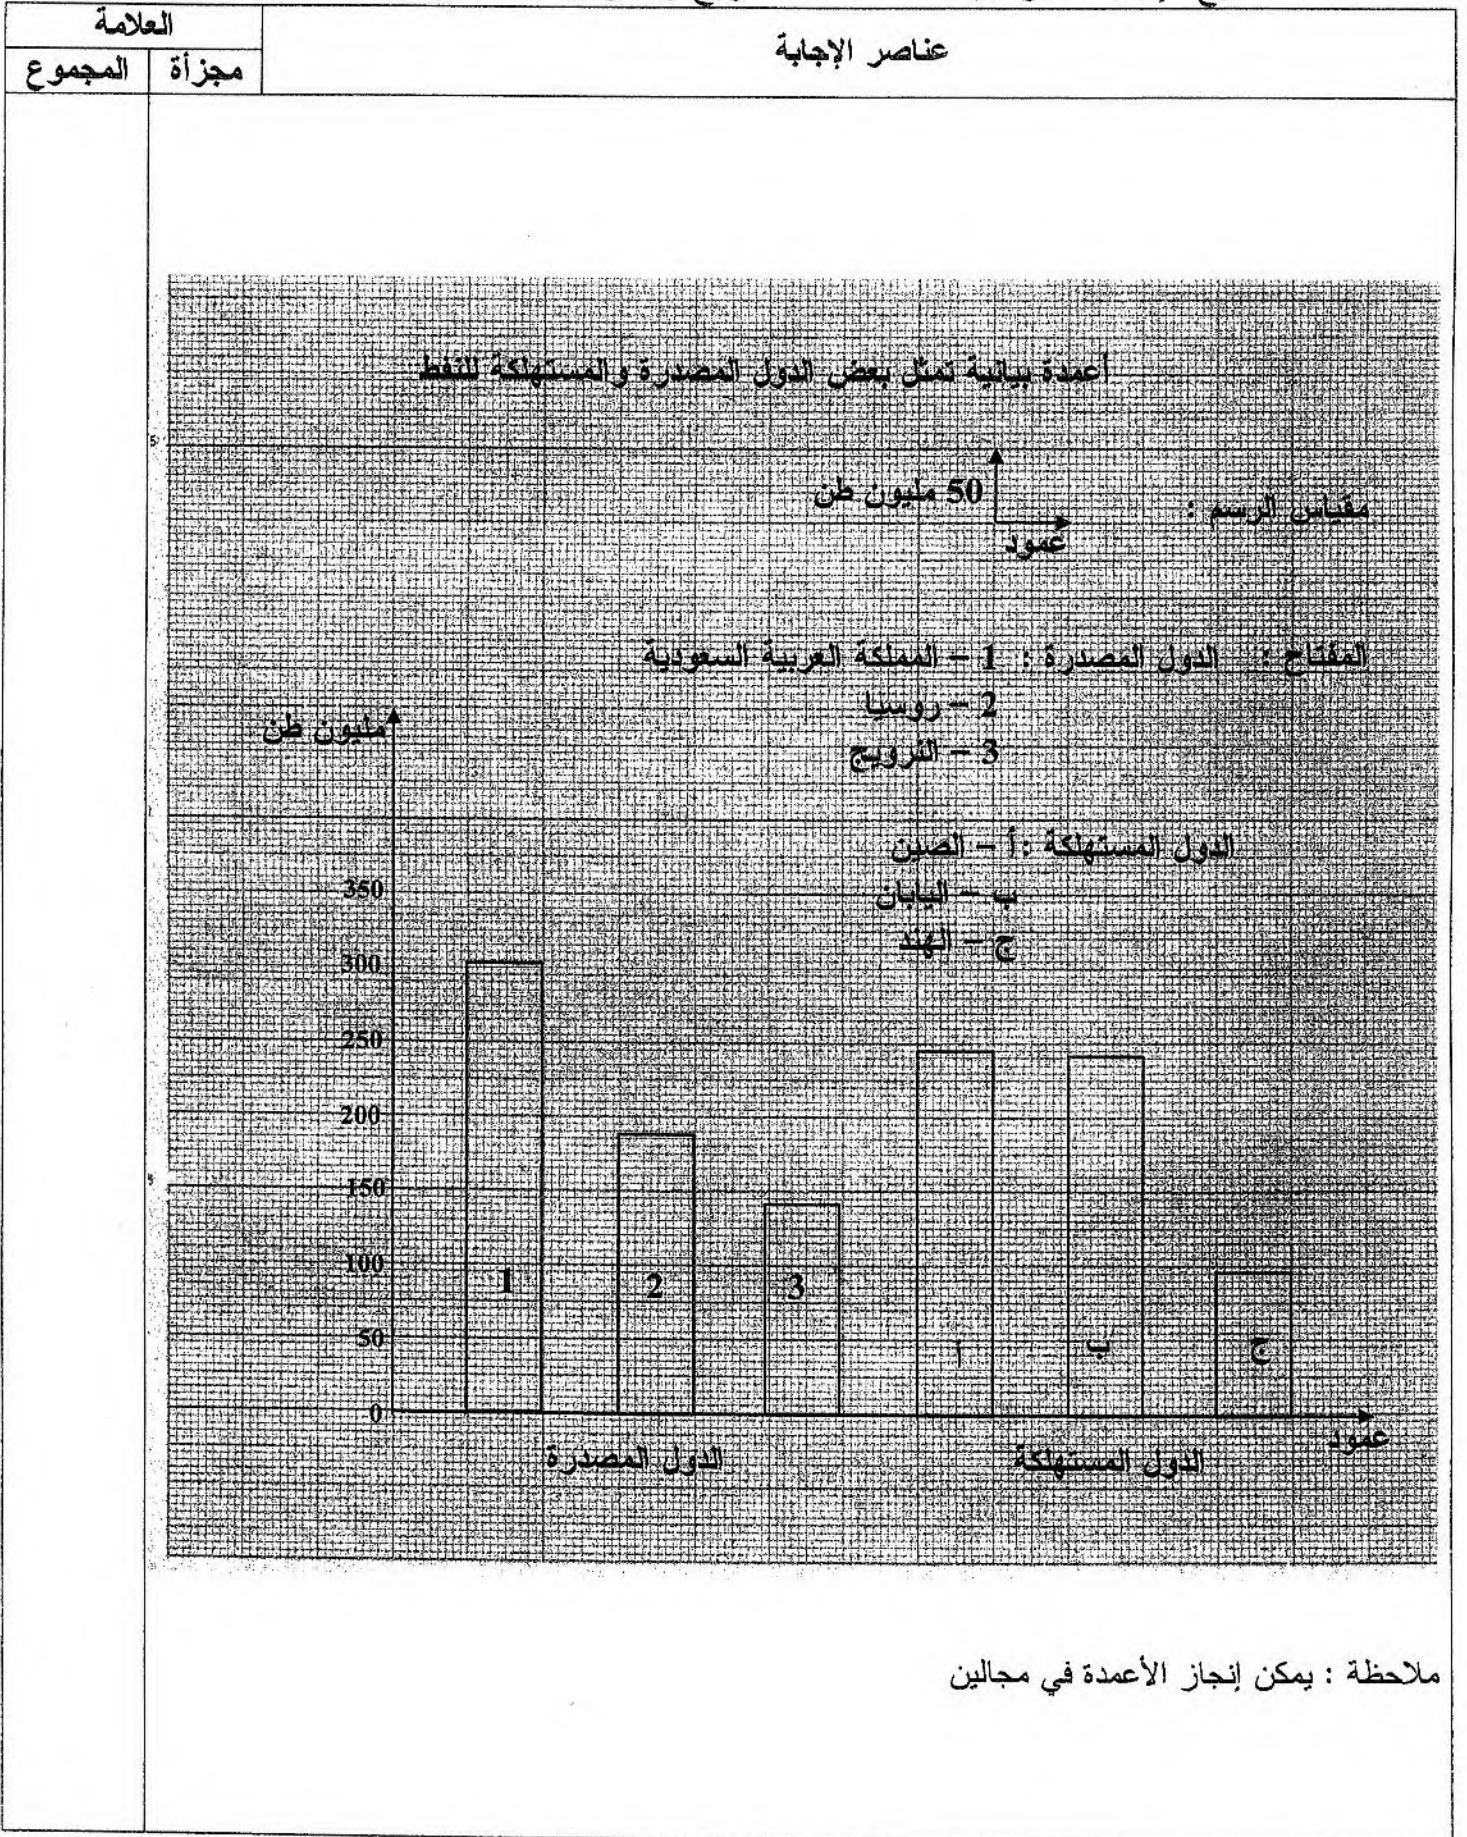 العلامة
عناصر الإجابة
مجزأة
المجموع
أعمدة بيانية تمثل بعض الدول المصدرة والمستهلكة للنفط
مقياس الرسم :
50 مليون طن
عمود
المفتاح : الدول المصدرة : 1 – المملكة العربية السعودية
2 – روسيا
3 – النرويج
مليون طن
الدول المستهلكة : أ – الصين
ب – اليابان
ج – الهند
350
300
250
200
150
100
50
0
1
2
3
أ
ب
ج
عمود
الدول المستهلكة
الدول المصدرة
ملاحظة : يمكن إنجاز الأعمدة في مجالين